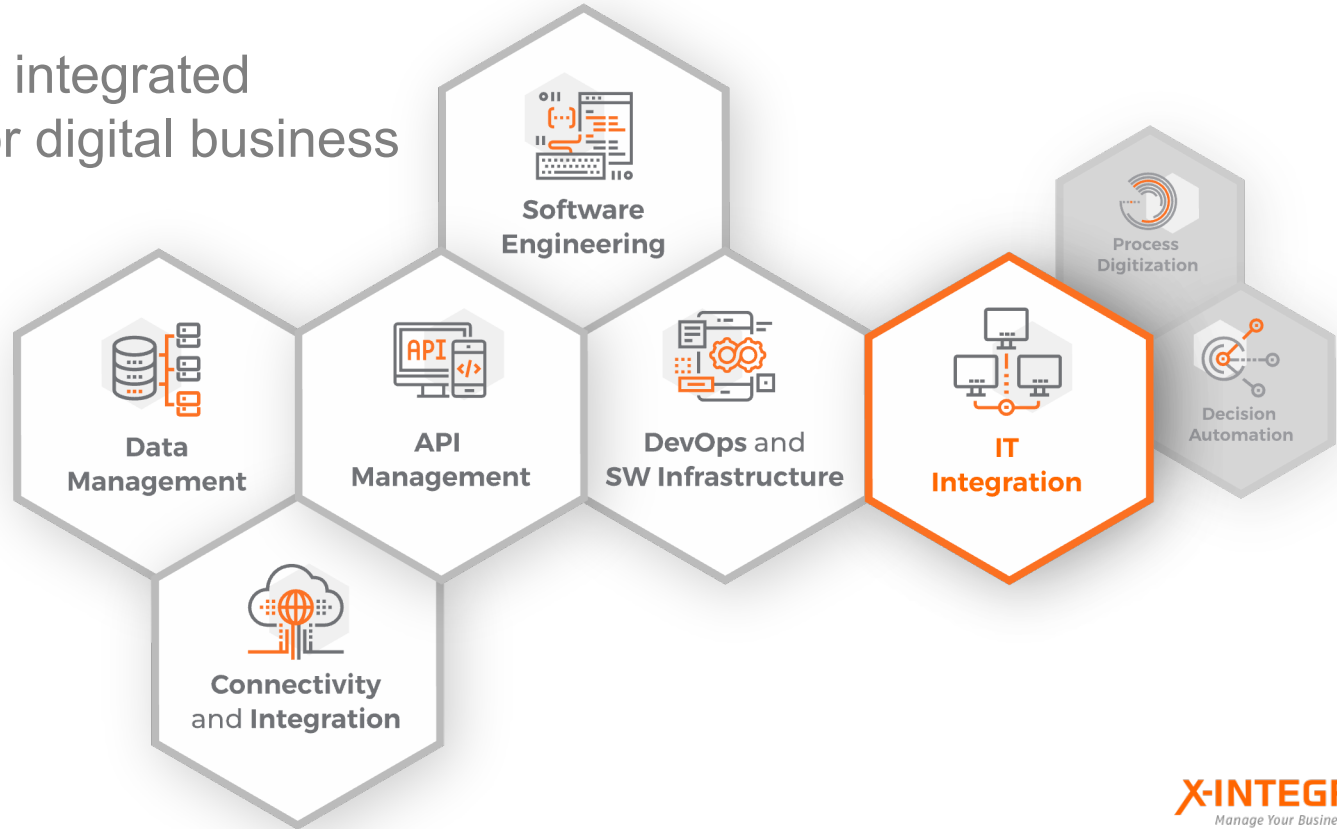 integrated
r digital business
Software
Engineering
Process
Digitization
API
</>
Data
Management
API
Management
DevOps and
SW Infrastructure
IT
Integration
Decision
Automation
Connectivity
and Integration
X-INTEG
Manage Your Busine